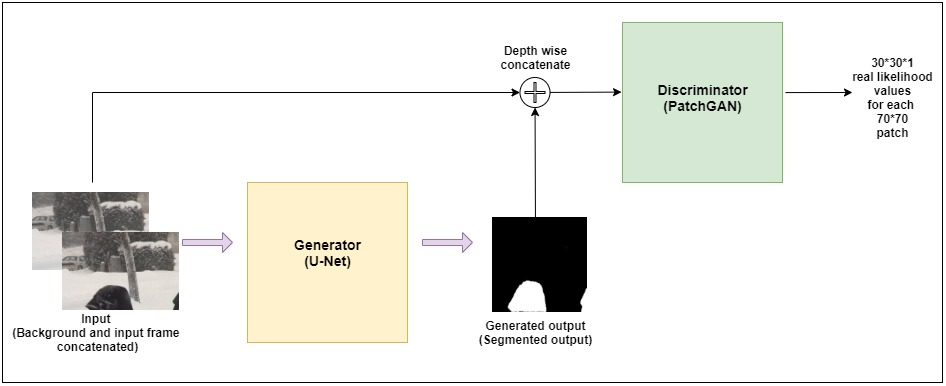 Depth wise
concatenate
Discriminator
(PatchGAN)
30*30*1
real likelihood
values
for each
70*70
patch
Generator
(U-Net)
Input
(Background and input frame
concatenated)
Generated output
(Segmented output)